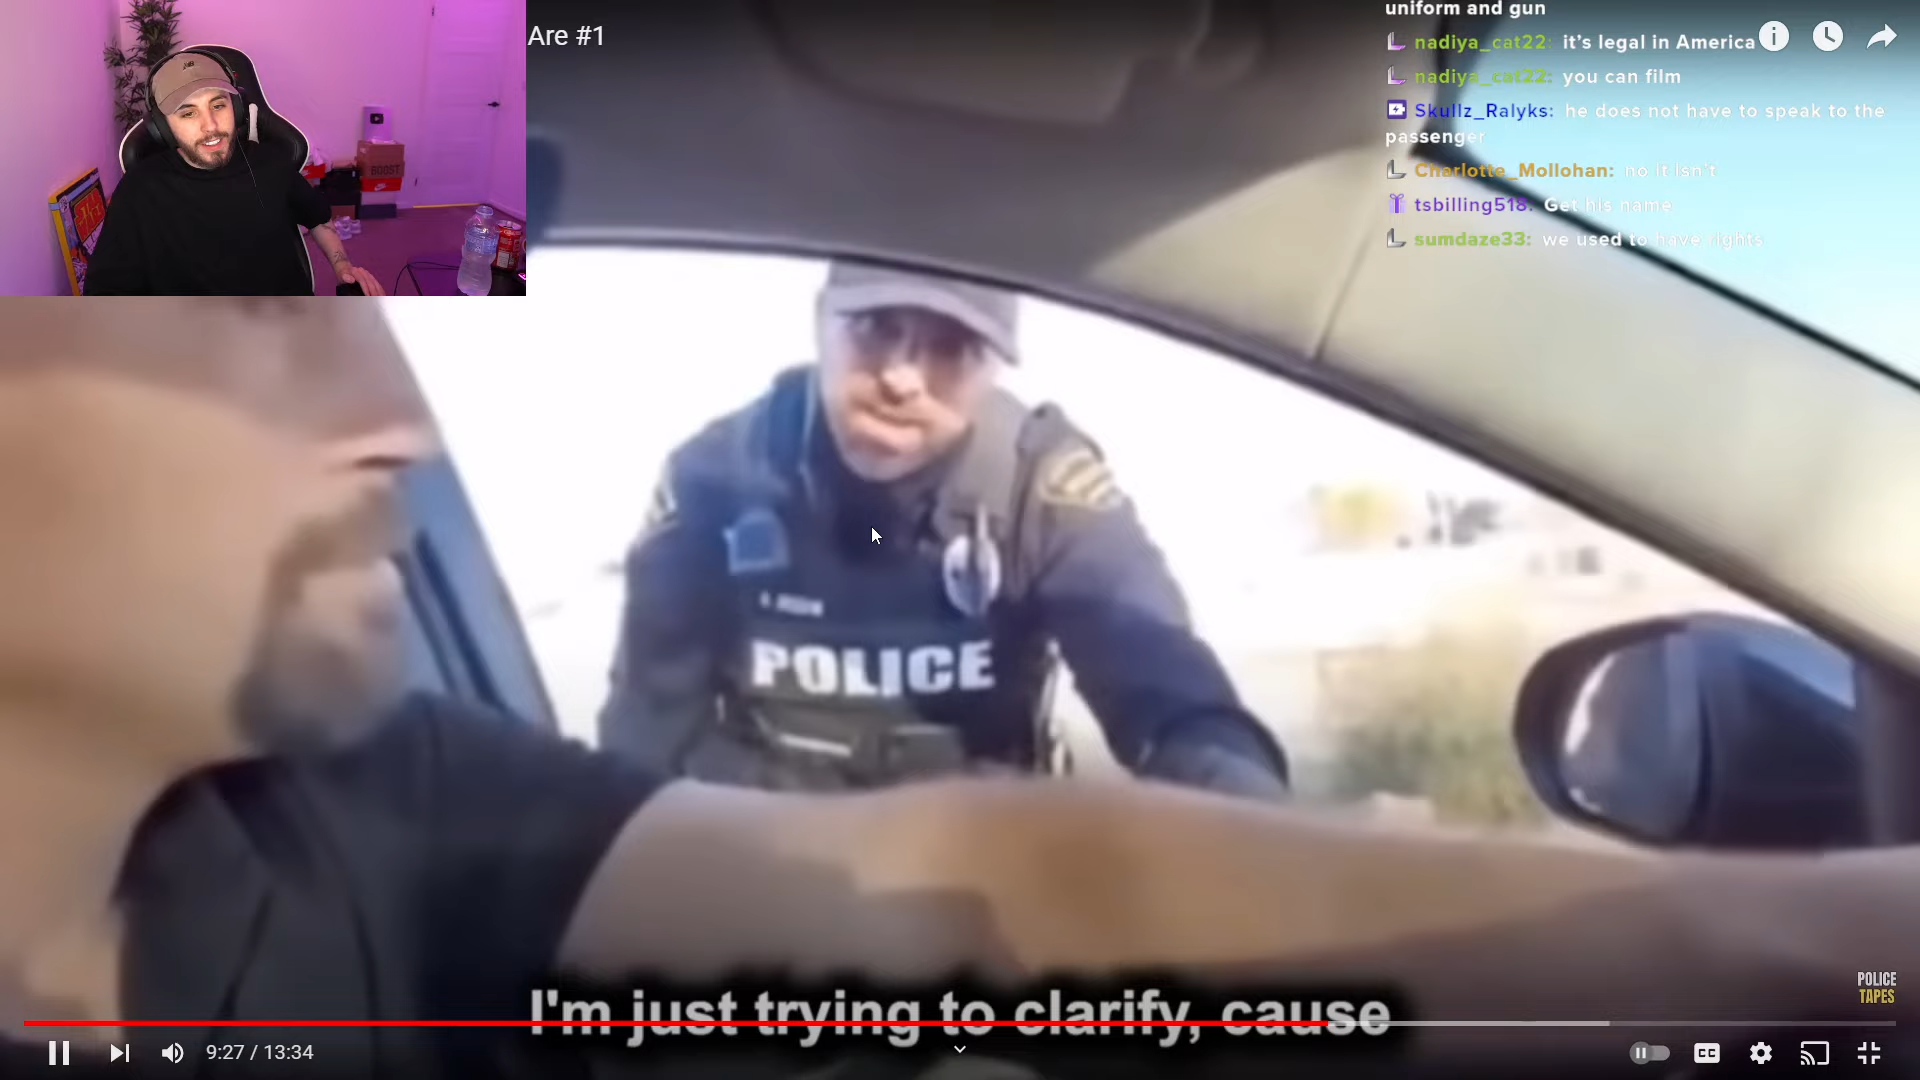 Are #1
uniform and gun
nadiya_cat22: it's legal in America
nadiya_cat22: you can film
Skullz_Ralyks: he does not have to speak to the
passenger
Charlotte_Mollohan: no it isn't
tsbilling518: Get his name
sumdaze33: we used to have rights
BOOST
POLICE
POLICE
TAPES
I'm just trying to clarify, cause
9:27 / 13:34
CC